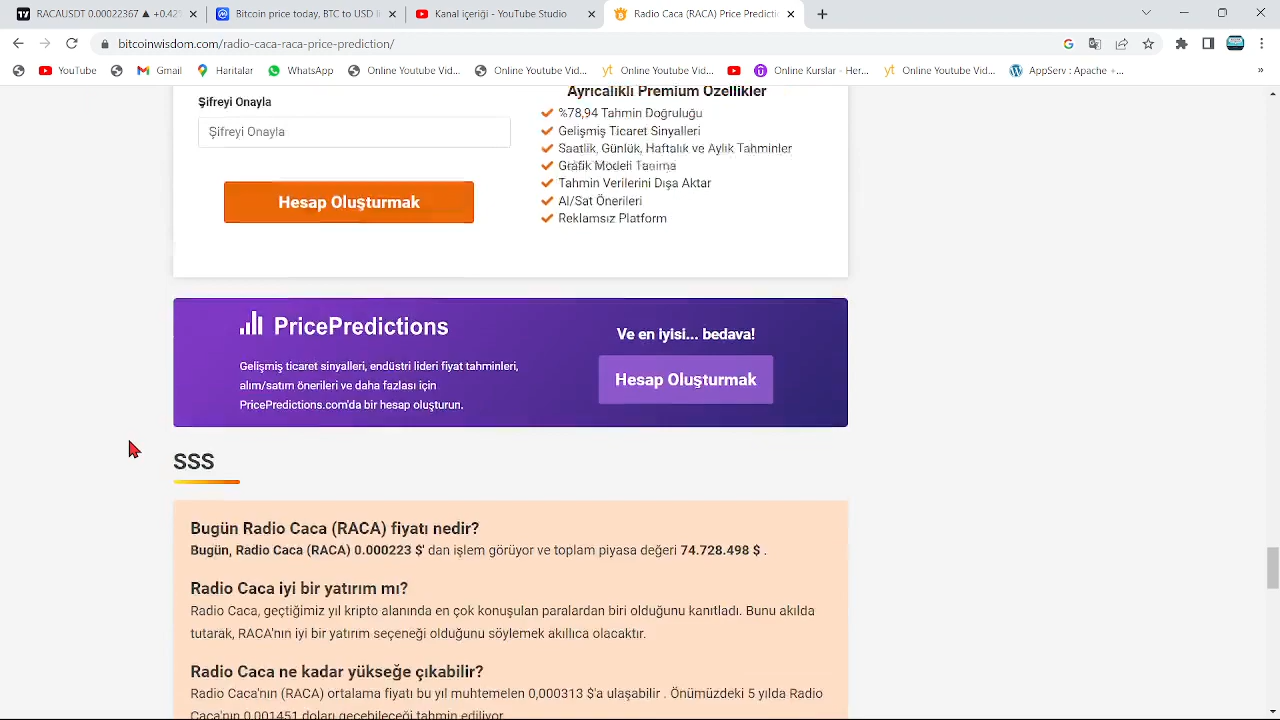 RACAUSDT 0.00022367 ▲ +0.42%
Bitcoin price today, BTC to USD li
Kanal içeriği - YouTube Studio
Radio Caca (RACA) Price Predictio
bitcoinwisdom.com/radio-caca-raca-price-prediction/
YouTube
Gmail
Haritalar
WhatsApp
Online Youtube Vid...
Online Youtube Vid...
Online Youtube Vid...
Online Kurslar - Her...
Online Youtube Vid...
AppServ : Apache +...
»
Şifreyi Onayla
Şifreyi Onayla
Hesap Oluşturmak
Ayrıcalıklı Premium Özellikler
%78,94 Tahmin Doğruluğu
Gelişmiş Ticaret Sinyalleri
Saatlik, Günlük, Haftalık ve Aylık Tahminler
Grafik Modeli Tanıma
Tahmin Verilerini Dışa Aktar
Al/Sat Önerileri
Reklamsız Platform
PricePredictions
Gelişmiş ticaret sinyalleri, endüstri lideri fiyat tahminleri,
alım/satım önerileri ve daha fazlası için
PricePredictions.com'da bir hesap oluşturun.
Ve en iyisi... bedava!
Hesap Oluşturmak
SSS
Bugün Radio Caca (RACA) fiyatı nedir?
Bugün, Radio Caca (RACA) 0.000223 $' dan işlem görüyor ve toplam piyasa değeri 74.728.498 $ .
Radio Caca iyi bir yatırım mı?
Radio Caca, geçtiğimiz yıl kripto alanında en çok konuşulan paralardan biri olduğunu kanıtladı. Bunu akılda
tutarak, RACA'nın iyi bir yatırım seçeneği olduğunu söylemek akıllıca olacaktır.
Radio Caca ne kadar yükseğe çıkabilir?
Radio Caca'nın (RACA) ortalama fiyatı bu yıl muhtemelen 0,000313 $'a ulaşabilir . Önümüzdeki 5 yılda Radio
Caca'nın 0,001451 doları geçebileceği tahmin ediliyor.